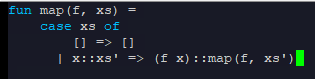 fun map(f, xs) =
    case xs of
        [] => []
      | x::xs' => (f x)::map(f, xs')